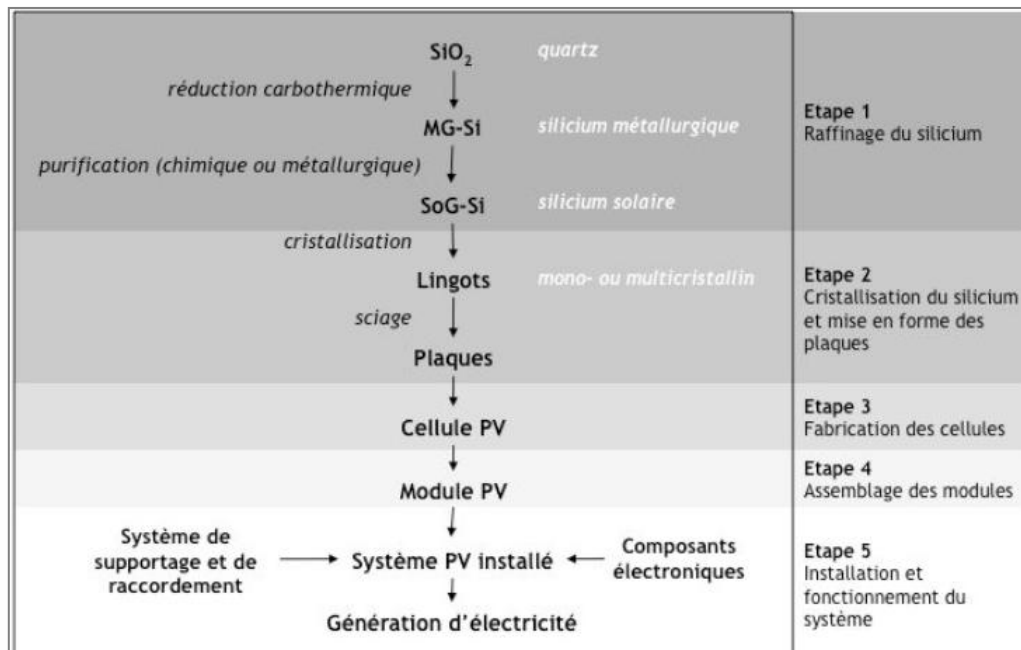 SiO₂ quartz
réduction carbothermique
MG-Si silicium métallurgique
purification (chimique ou métallurgique)
SoG-Si silicium solaire
Etape 1
Raffinage du silicium
cristallisation
Lingots mono- ou multicristallin
sciage
Plaques
Etape 2
Cristallisation du silicium
et mise en forme des
plaques
Cellule PV
Etape 3
Fabrication des cellules
Module PV
Etape 4
Assemblage des modules
Système de
supportage et de
raccordement
Système PV installé
Composants
électroniques
Génération d’électricité
Etape 5
Installation et
fonctionnement du
système